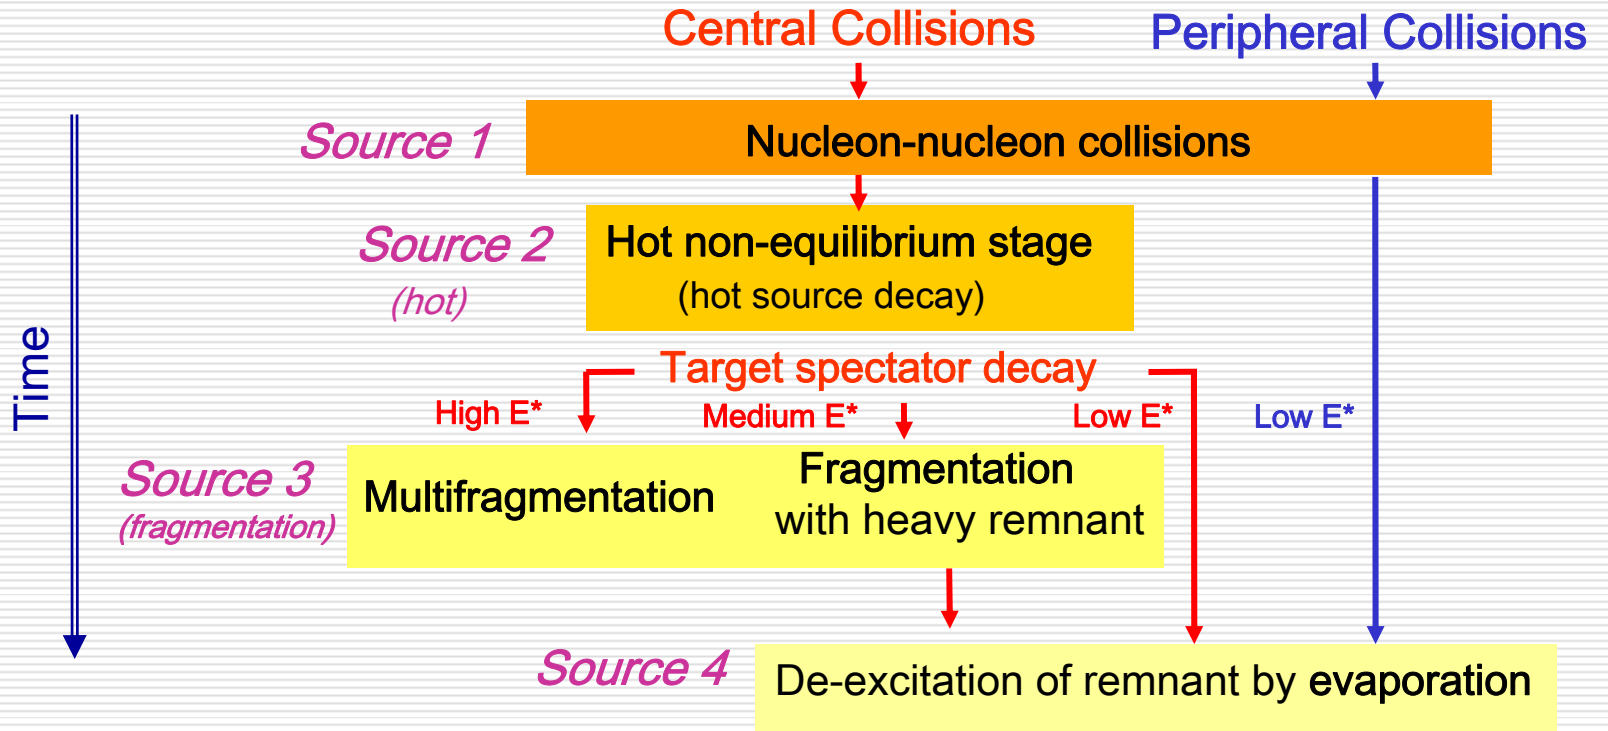 Central Collisions
Peripheral Collisions
Source 1
Nucleon-nucleon collisions
Source 2
(hot)
Hot non-equilibrium stage
(hot source decay)
Time
Target spectator decay
High E*
Medium E*
Low E*
Low E*
Source 3
(fragmentation)
Multifragmentation
Fragmentation
with heavy remnant
Source 4
De-excitation of remnant by evaporation